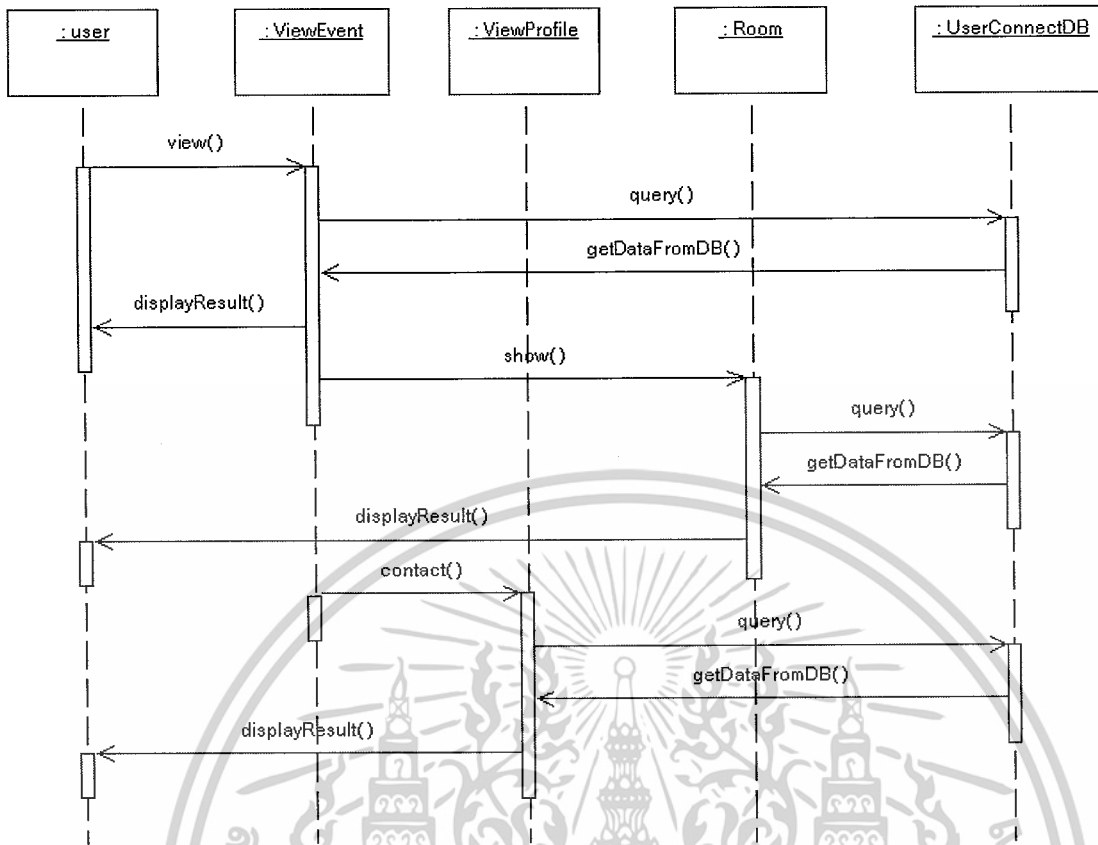 : user
: ViewEvent
: ViewProfile
: Room
: UserConnectDB
view()
query()
getDataFromDB()
displayResult()
show()
query()
getDataFromDB()
displayResult()
contact()
query()
getDataFromDB()
displayResult()